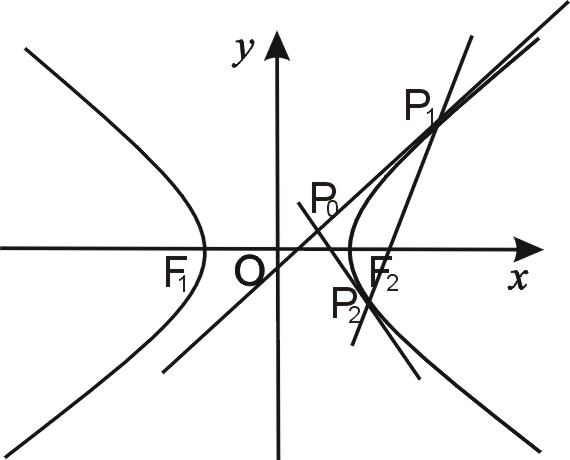 y
P₁
P₀
F₁
O
F₂
x
P₂